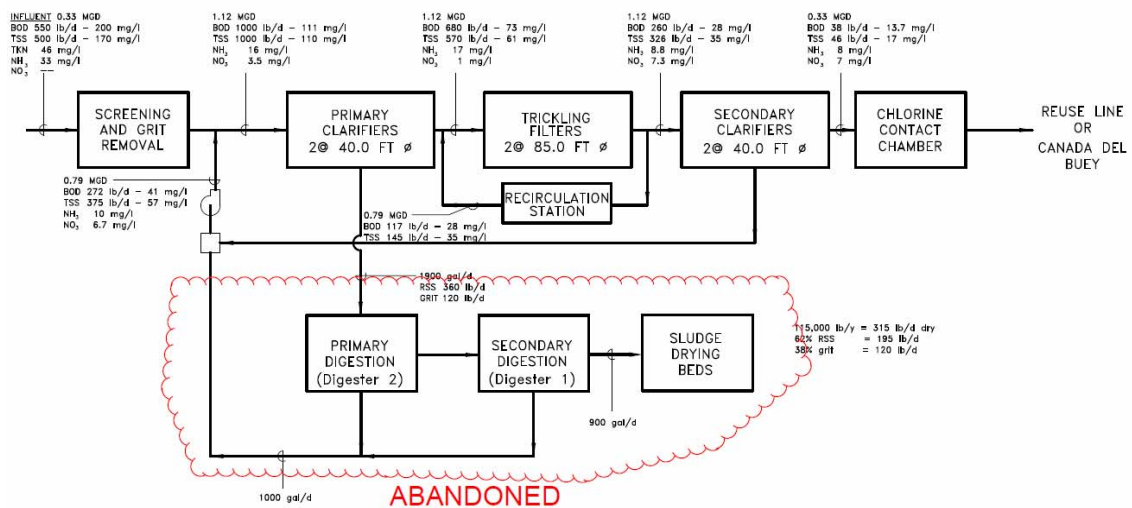 INFLUENT 0.33 MGD
BOD 550 lb/d – 200 mg/l
TSS 500 lb/d – 170 mg/l
TKN 46 mg/l
NH3 33 mg/l
NO3 ––
1.12 MGD
BOD 1000 lb/d – 111 mg/l
TSS 1000 lb/d – 110 mg/l
NH3 16 mg/l
NO3 3.5 mg/l
1.12 MGD
BOD 680 lb/d – 73 mg/l
TSS 570 lb/d – 61 mg/l
NH3 17 mg/l
NO3 1 mg/l
1.12 MGD
BOD 260 lb/d – 28 mg/l
TSS 326 lb/d – 35 mg/l
NH3 8.8 mg/l
NO3 7.3 mg/l
0.33 MGD
BOD 38 lb/d – 13.7 mg/l
TSS 46 lb/d – 17 mg/l
NH3 8 mg/l
NO3 7 mg/l
SCREENING
AND GRIT
REMOVAL
PRIMARY
CLARIFIERS
2@ 40.0 FT Ø
TRICKLING
FILTERS
2@ 85.0 FT Ø
SECONDARY
CLARIFIERS
2@ 40.0 FT Ø
CHLORINE
CONTACT
CHAMBER
REUSE LINE
OR
CANADA DEL
BUEY
0.79 MGD
BOD 272 lb/d – 41 mg/l
TSS 375 lb/d – 57 mg/l
NH3 10 mg/l
NO3 6.7 mg/l
RECIRCULATION
STATION
0.79 MGD
BOD 117 lb/d – 28 mg/l
TSS 145 lb/d – 35 mg/l
1900 gal/d
RSS 360 lb/d
GRIT 120 lb/d
PRIMARY
DIGESTION
(Digester 2)
SECONDARY
DIGESTION
(Digester 1)
SLUDGE
DRYING
BEDS
115,000 lb/y = 315 lb/d dry
62% RSS = 195 lb/d
38% grit = 120 lb/d
900 gal/d
1000 gal/d
ABANDONED